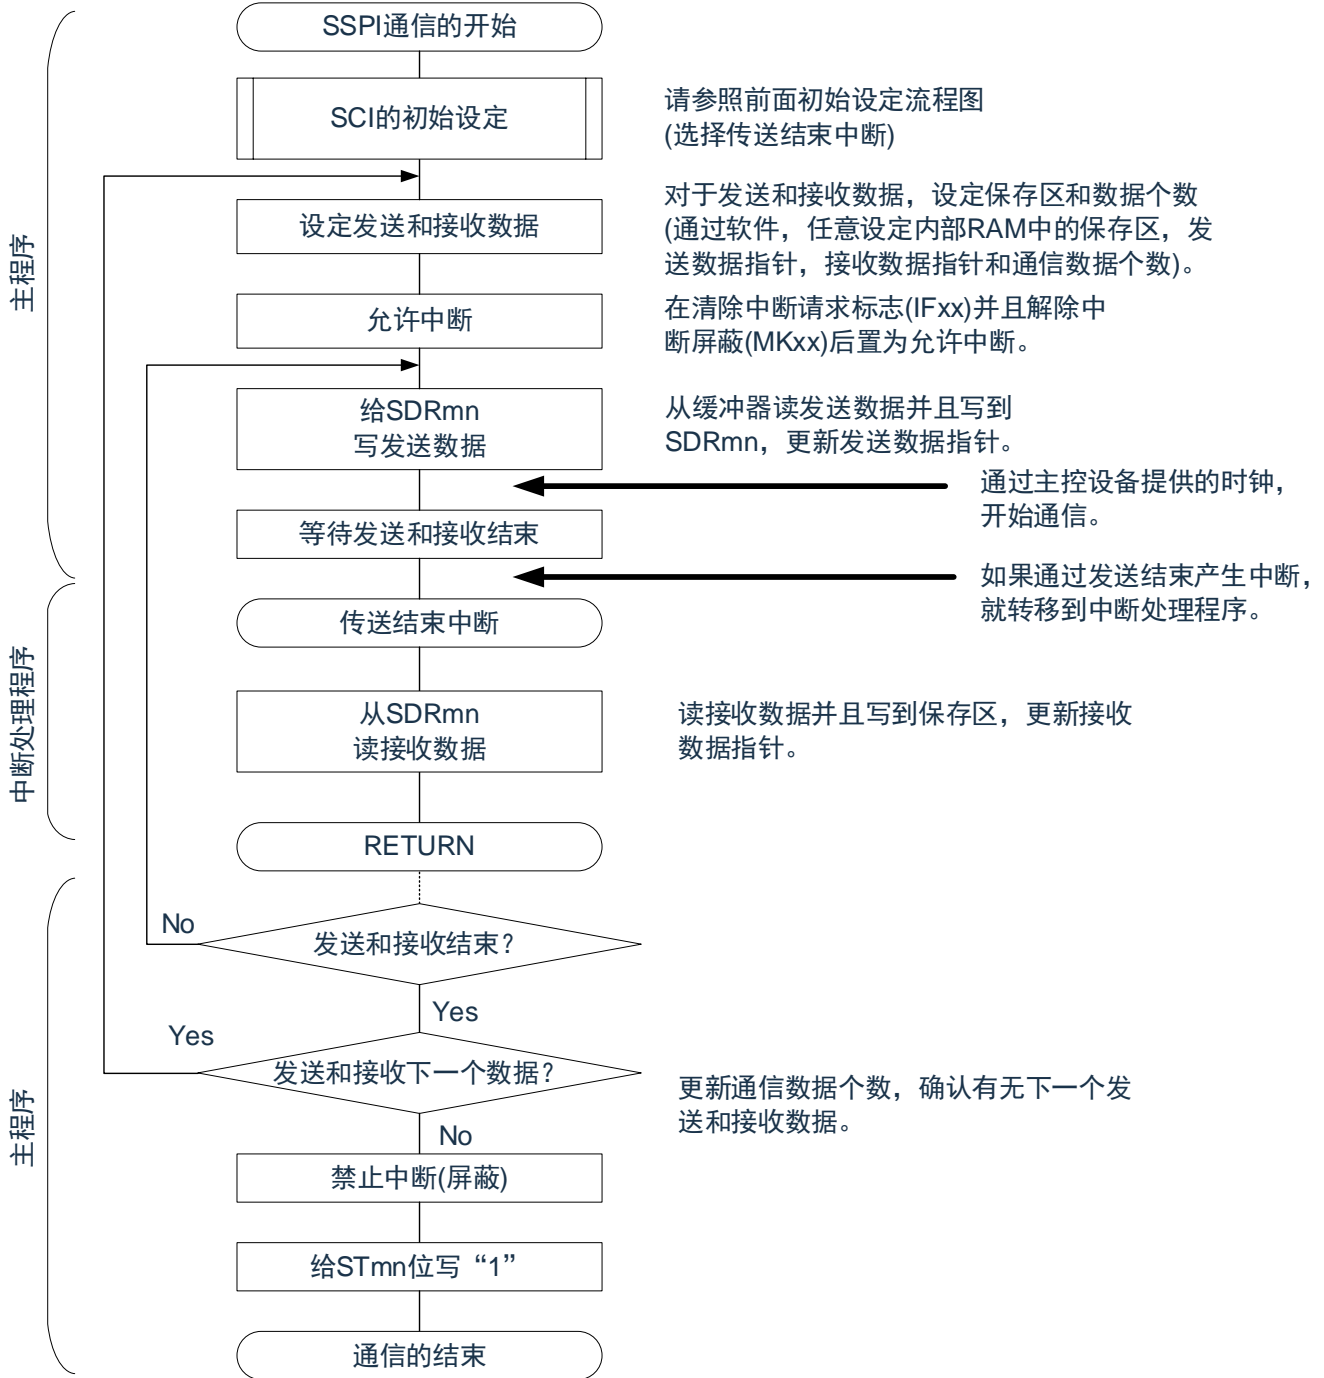 SSPI通信的开始
SCI的初始设定
请参照前面初始设定流程图
(选择传送结束中断)
主程序
设定发送和接收数据
对于发送和接收数据，设定保存区和数据个数
(通过软件，任意设定内部RAM中的保存区，发
送数据指针，接收数据指针和通信数据个数)。
允许中断
在清除中断请求标志(IFxx)并且解除中
断屏蔽(MKxx)后置为允许中断。
给SDRmn
写发送数据
从缓冲器读发送数据并且写到
SDRmn，更新发送数据指针。
通过主控设备提供的时钟，
开始通信。
等待发送和接收结束
如果通过发送结束产生中断，
就转移到中断处理程序。
中断处理程序
传送结束中断
从SDRmn
读接收数据
读接收数据并且写到保存区，更新接收
数据指针。
RETURN
No
发送和接收结束？
Yes
Yes
发送和接收下一个数据？
更新通信数据个数，确认有无下一个发
送和接收数据。
主程序
No
禁止中断(屏蔽)
给STmn位写“1”
通信的结束